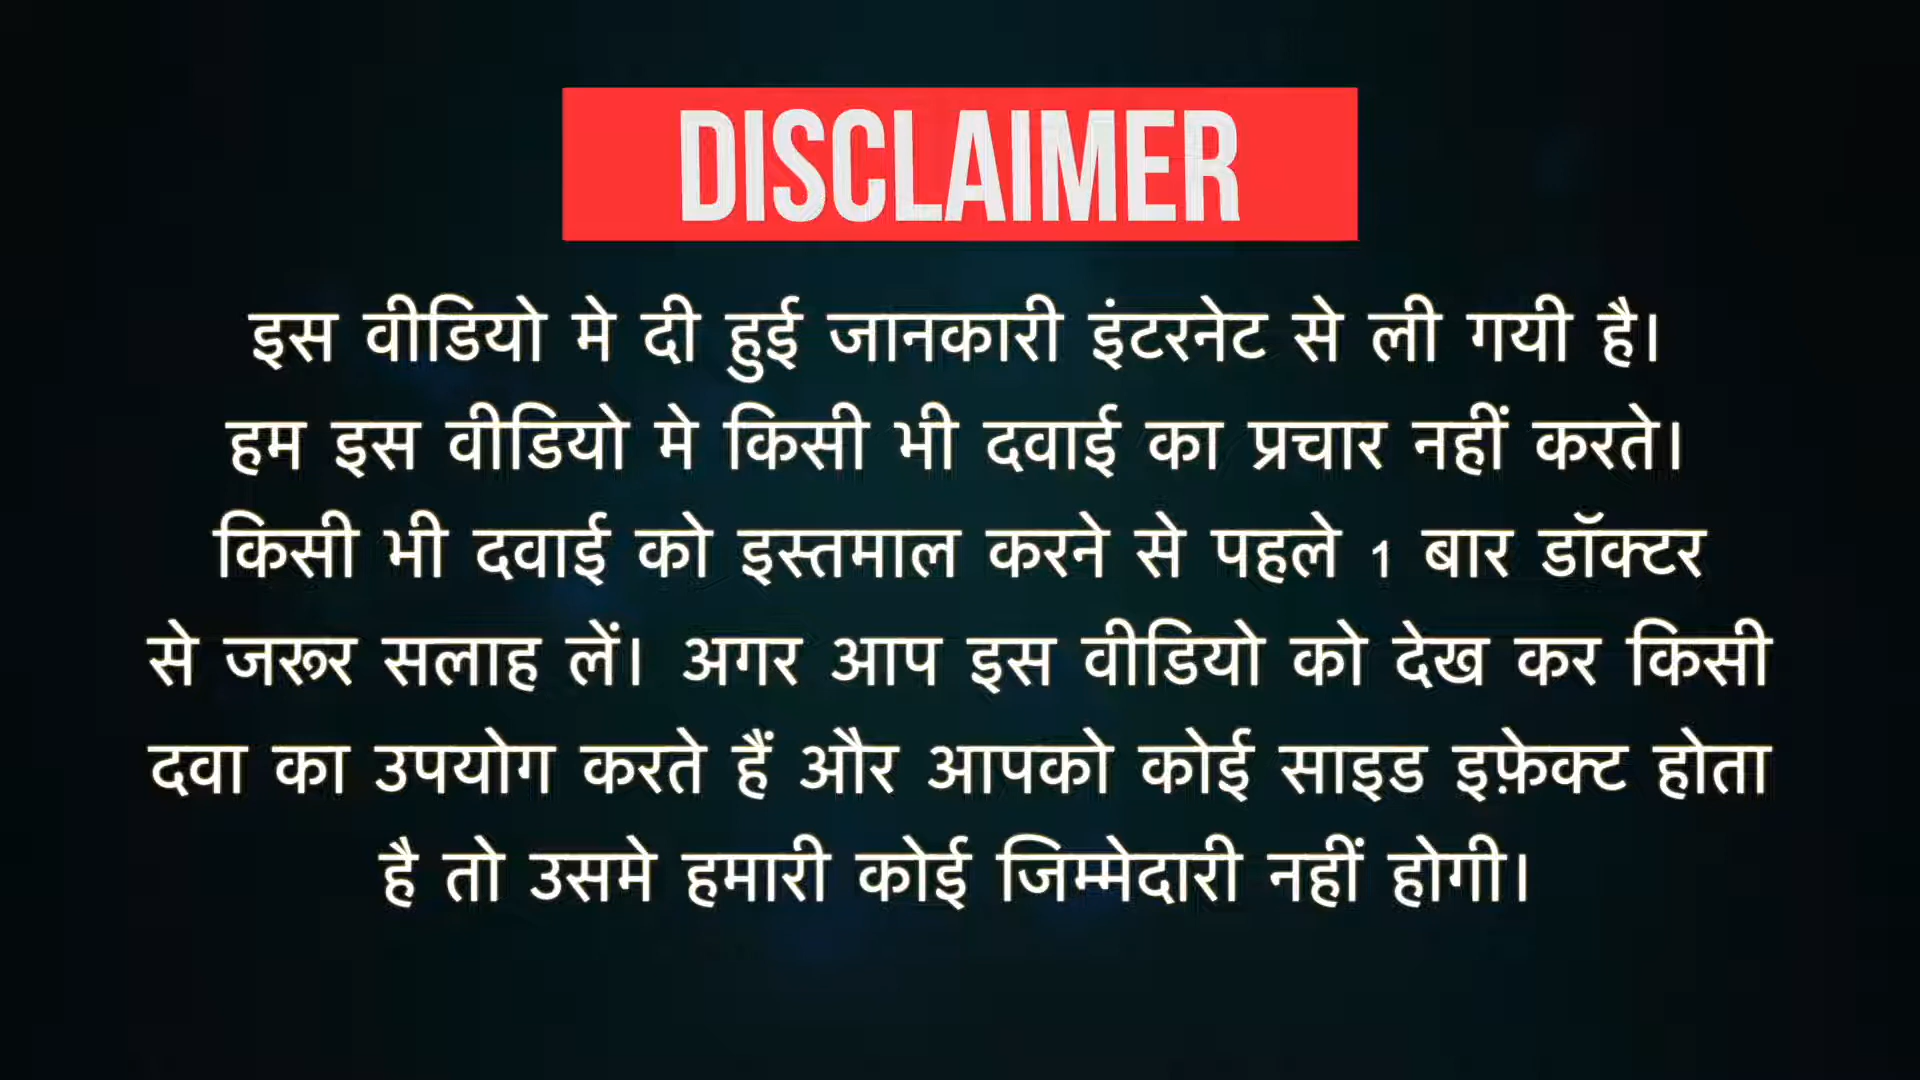 DISCLAIMER
इस वीडियो मे दी हुई जानकारी इंटरनेट से ली गयी है।
हम इस वीडियो मे किसी भी दवाई का प्रचार नहीं करते।
किसी भी दवाई को इस्तमाल करने से पहले 1 बार डॉक्टर
से जरूर सलाह लें। अगर आप इस वीडियो को देख कर किसी
दवा का उपयोग करते हैं और आपको कोई साइड इफ़ेक्ट होता
है तो उसमे हमारी कोई जिम्मेदारी नहीं होगी।